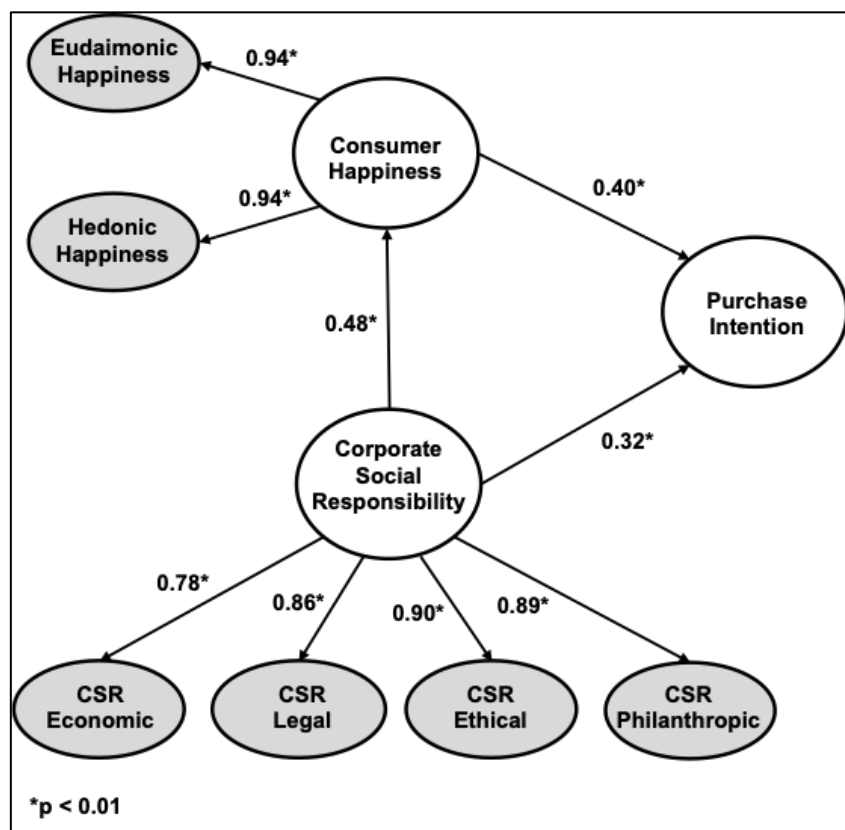 Eudaimonic
Happiness
0.94*
Consumer
Happiness
0.94*
Hedonic
Happiness
0.40*
Purchase
Intention
0.48*
0.32*
Corporate
Social
Responsibility
0.78*
0.86*
0.90*
0.89*
CSR
Economic
CSR
Legal
CSR
Ethical
CSR
Philanthropic
*p < 0.01